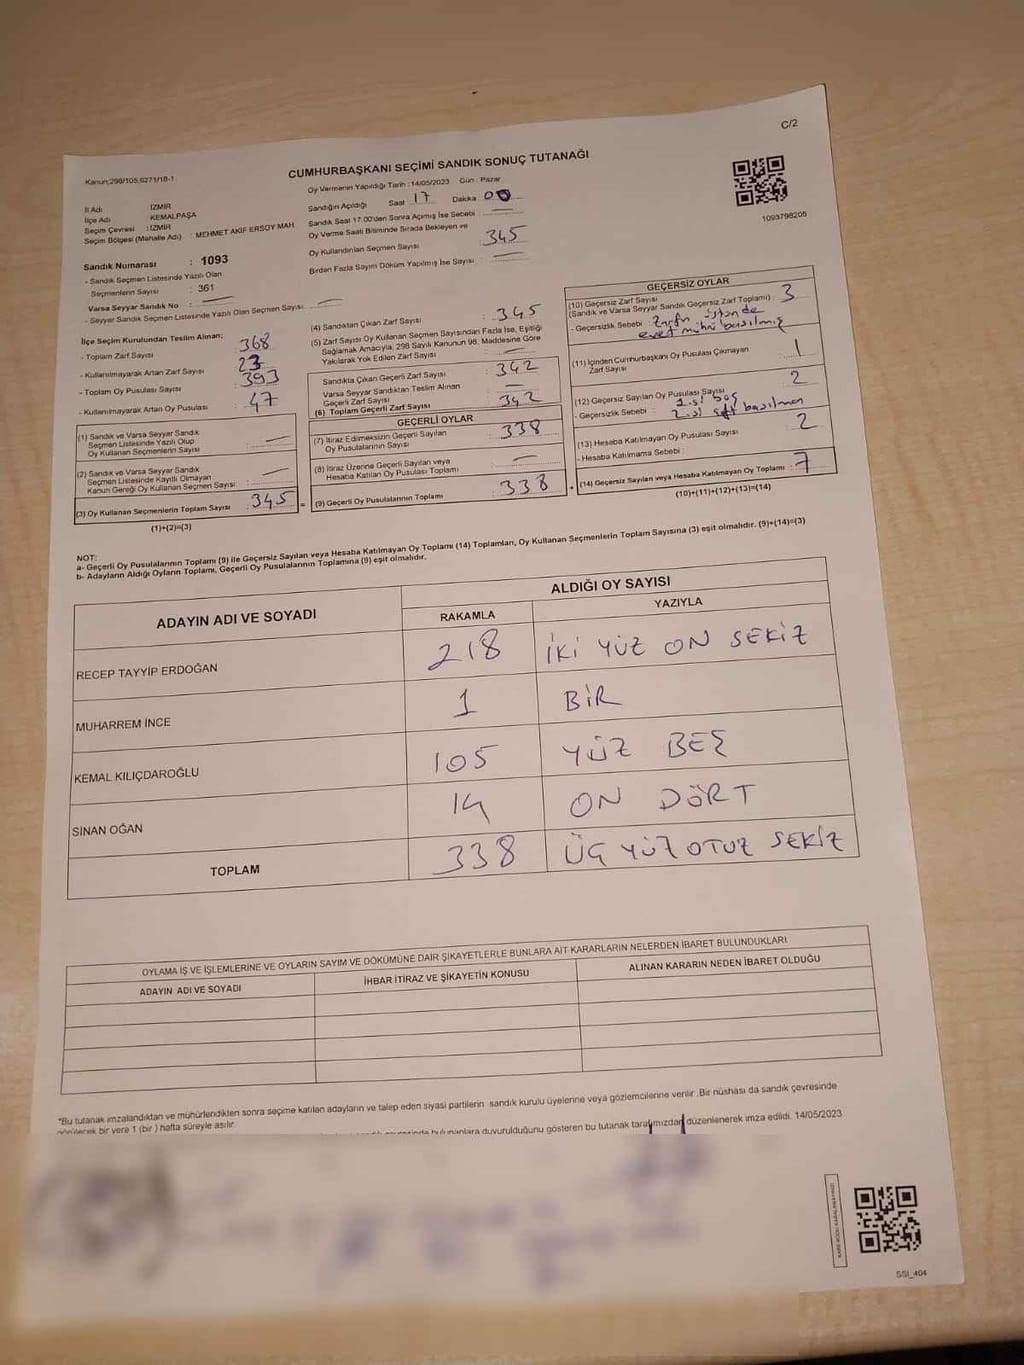 C/2
Kanun;298/105,6271/18-1
CUMHURBAŞKANI SEÇİMİ SANDIK SONUÇ TUTANAĞI
1093798206
İl Adı : İZMİR
İlçe Adı : KEMALPAŞA
Seçim Çevresi : İZMİR
Seçim Bölgesi (Mahalle Adı) : MEHMET AKİF ERSOY MAH.
Sandık Numarası : 1093
- Sandık Seçmen Listesinde Yazılı Olan
Seçmenlerin Sayısı : 361
Varsa Seyyar Sandık No : —
- Seyyar Sandık Seçmen Listesinde Yazılı Olan Seçmen Sayısı : —
Oy Vermenin Yapıldığı Tarih :14/05/2023 Gün : Pazar
Sandığın Açıldığı Saat 17 Dakika 00
Sandık Saat 17:00'den Sonra Açılmış İse Sebebi : —
Oy Verme Saati Bitiminde Sırada Bekleyen ve
Oy Kullandırılan Seçmen Sayısı : 345
Birden Fazla Sayım Döküm Yapılmış İse Sayısı : —
İlçe Seçim Kurulundan Teslim Alınan;
- Toplam Zarf Sayısı : 368
- Kullanılmayarak Artan Zarf Sayısı : 23
- Toplam Oy Pusulası Sayısı : 393
- Kullanılmayarak Artan Oy Pusulası : 47
(1) Sandık ve Varsa Seyyar Sandık
Seçmen Listesinde Yazılı Olup
Oy Kullanan Seçmenlerin Sayısı : —
(2) Sandık ve Varsa Seyyar Sandık
Seçmen Listesinde Kayıtlı Olmayan
Kanun Gereği Oy Kullanan Seçmen Sayısı : —
(3) Oy Kullanan Seçmenlerin Toplam Sayısı : 345 =
(1)+(2)=(3)
(4) Sandıktan Çıkan Zarf Sayısı : 345
(5) Zarf Sayısı Oy Kullanan Seçmen Sayısından Fazla İse, Eşitliği
Sağlamak Amacıyla, 298 Sayılı Kanunun 98. Maddesine Göre
Yakılarak Yok Edilen Zarf Sayısı : —
Sandıkta Çıkan Geçerli Zarf Sayısı : 342
Varsa Seyyar Sandıktan Teslim Alınan
Geçerli Zarf Sayısı : —
(6) Toplam Geçerli Zarf Sayısı : 342
GEÇERLİ OYLAR
(7) İtiraz Edilmeksizin Geçerli Sayılan
Oy Pusulalarının Sayısı : 338
(8) İtiraz Üzerine Geçerli Sayılan veya
Hesaba Katılan Oy Pusulası Toplamı : —
(9) Geçerli Oy Pusulalarının Toplamı : 338 +
GEÇERSİZ OYLAR
(10) Geçersiz Zarf Sayısı
(Sandık ve Varsa Seyyar Sandık Geçersiz Zarf Toplamı) : 3
- Geçersizlik Sebebi : Zarfın üstünde
evet mührü basılmış
(11) İçinden Cumhurbaşkanı Oy Pusulası Çıkmayan
Zarf Sayısı : 1
(12) Geçersiz Sayılan Oy Pusulası Sayısı : 2
- Geçersizlik Sebebi : 1.si boş
2.si basılman
(13) Hesaba Katılmayan Oy Pusulası Sayısı : 2
- Hesaba Katılmama Sebebi :
(14) Geçersiz Sayılan veya Hesaba Katılmayan Oy Toplamı : 7
(10)+(11)+(12)+(13)=(14)
NOT:
a- Geçerli Oy Pusulalarının Toplamı (9) ile Geçersiz Sayılan veya Hesaba Katılmayan Oy Toplamı (14) Toplamları, Oy Kullanan Seçmenlerin Toplam Sayısına (3) eşit olmalıdır. (9)+(14)=(3)
b- Adayların Aldığı Oyların Toplamı, Geçerli Oy Pusulalarının Toplamına (9) eşit olmalıdır.
ADAYIN ADI VE SOYADI
ALDIĞI OY SAYISI
RAKAMLA YAZIYLA
RECEP TAYYİP ERDOĞAN 218 İKİ YÜZ ON SEKİZ
MUHARREM İNCE 1 BİR
KEMAL KILIÇDAROĞLU 105 YÜZ BEŞ
SİNAN OĞAN 14 ON DÖRT
TOPLAM 338 ÜÇ YÜZ OTUZ SEKİZ
OYLAMA İŞ VE İŞLEMLERİNE VE OYLARIN SAYIM VE DÖKÜMÜNE DAİR ŞİKAYETLERLE BUNLARA AİT KARARLARIN NELERDEN İBARET BULUNDUKLARI
ADAYIN ADI VE SOYADI İHBAR İTİRAZ VE ŞİKAYETİN KONUSU ALINAN KARARIN NEDEN İBARET OLDUĞU
*Bu tutanak imzalandıktan ve mühürlendikten sonra seçime katılan adayların ve talep eden siyasi partilerin sandık kurulu üyelerine veya gözlemcilerine verilir. Bir nüshası da sandık çevresinde
görülecek bir yere 1 (bir) hafta süreyle asılır.
bulunanlara duyurulduğunu gösteren bu tutanak tarafımızdan düzenlenerek imza edildi. 14/05/2023
SSI_404